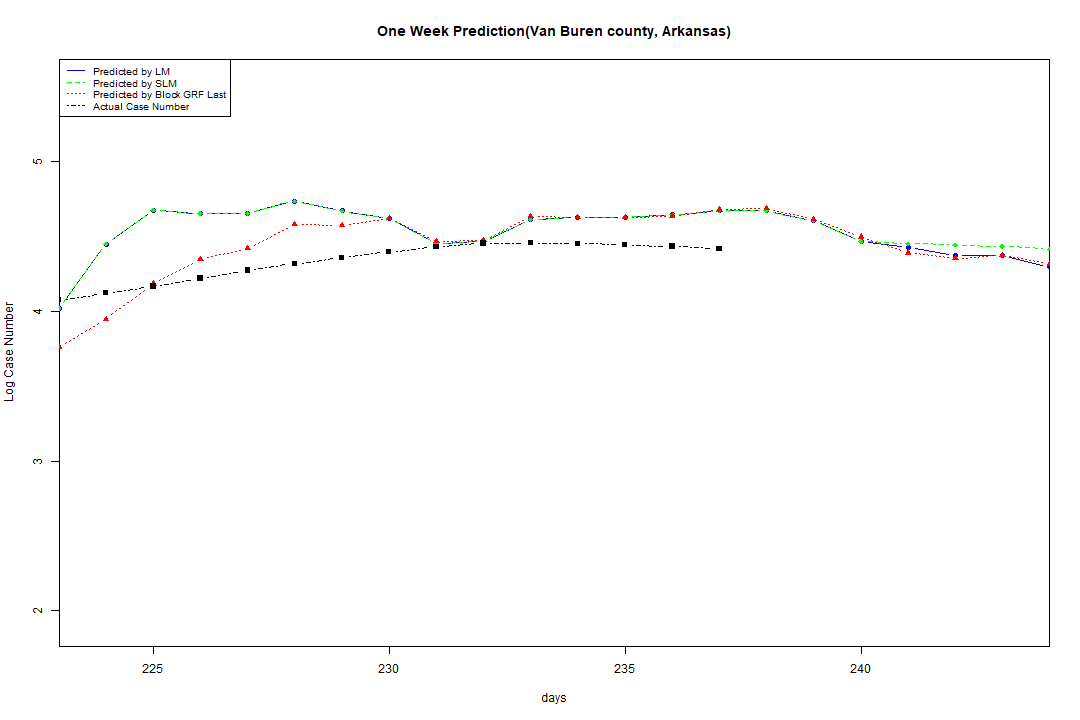 One Week Prediction(Van Buren county, Arkansas)
Predicted by LM
Predicted by SLM
Predicted by Block GRF Last
Actual Case Number
5
4
3
2
Log Case Number
225 230 235 240
days